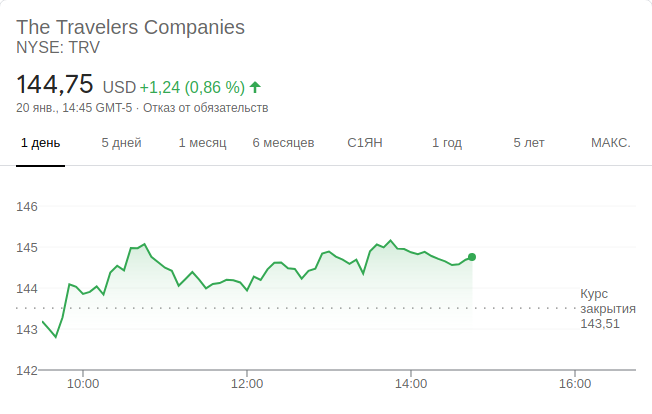 The Travelers Companies
NYSE: TRV
144,75 USD +1,24 (0,86 %)
20 янв., 14:45 GMT-5 · Отказ от обязательств
1 день 5 дней 1 месяц 6 месяцев С1ЯН 1 год 5 лет МАКС.
146
145
144
143
142
Курс
закрытия
143,51
10:00 12:00 14:00 16:00